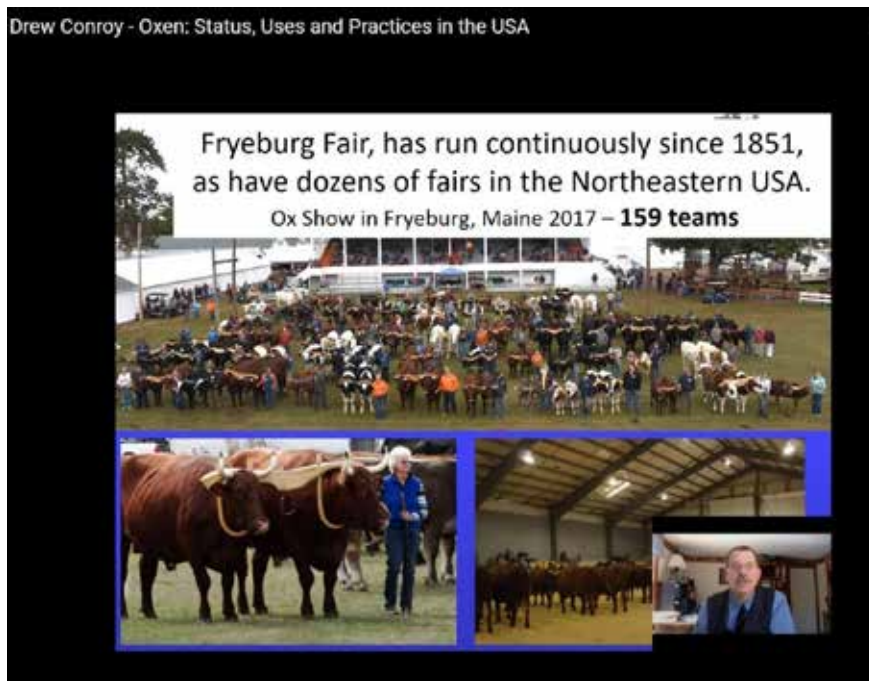 Drew Conroy - Oxen: Status, Uses and Practices in the USA
Fryeburg Fair, has run continuously since 1851,
as have dozens of fairs in the Northeastern USA.
Ox Show in Fryeburg, Maine 2017 – 159 teams